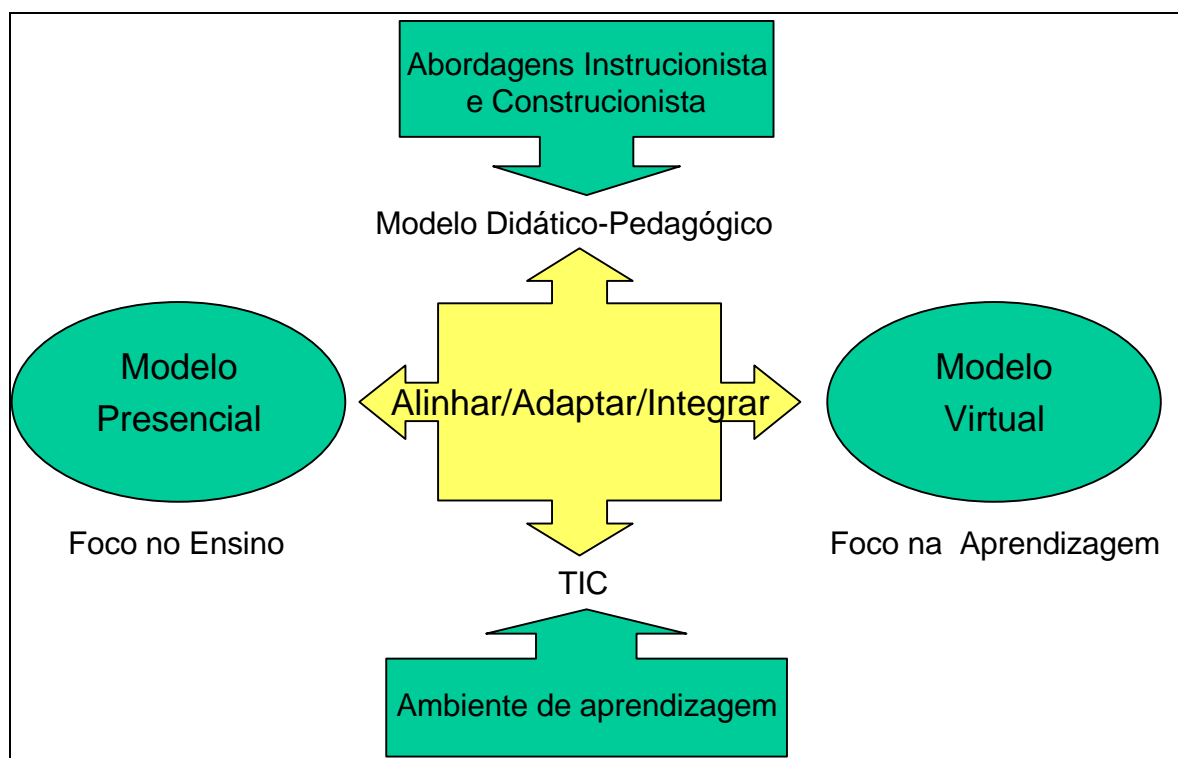 Abordagens Instrucionista
e Construcionista
Modelo Didático-Pedagógico
Modelo
Presencial
Alinhar/Adaptar/Integrar
Modelo
Virtual
Foco no Ensino
Foco na Aprendizagem
TIC
Ambiente de aprendizagem